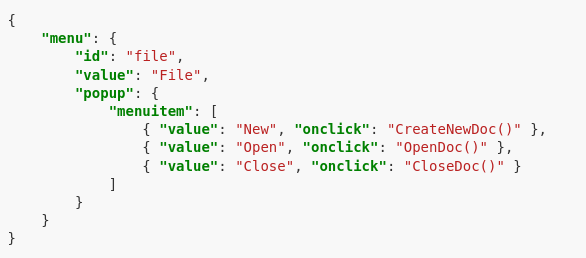 {
    "menu": {
        "id": "file",
        "value": "File",
        "popup": {
            "menuitem": [
                { "value": "New", "onclick": "CreateNewDoc()" },
                { "value": "Open", "onclick": "OpenDoc()" },
                { "value": "Close", "onclick": "CloseDoc()" }
            ]
        }
    }
}